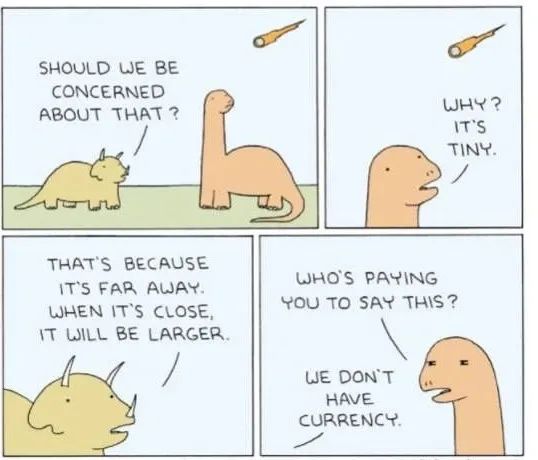 SHOULD WE BE
CONCERNED
ABOUT THAT?
WHY?
IT'S
TINY.
THAT'S BECAUSE
IT'S FAR AWAY.
WHEN IT'S CLOSE,
IT WILL BE LARGER.
WHO'S PAYING
YOU TO SAY THIS?
WE DON'T
HAVE
CURRENCY.